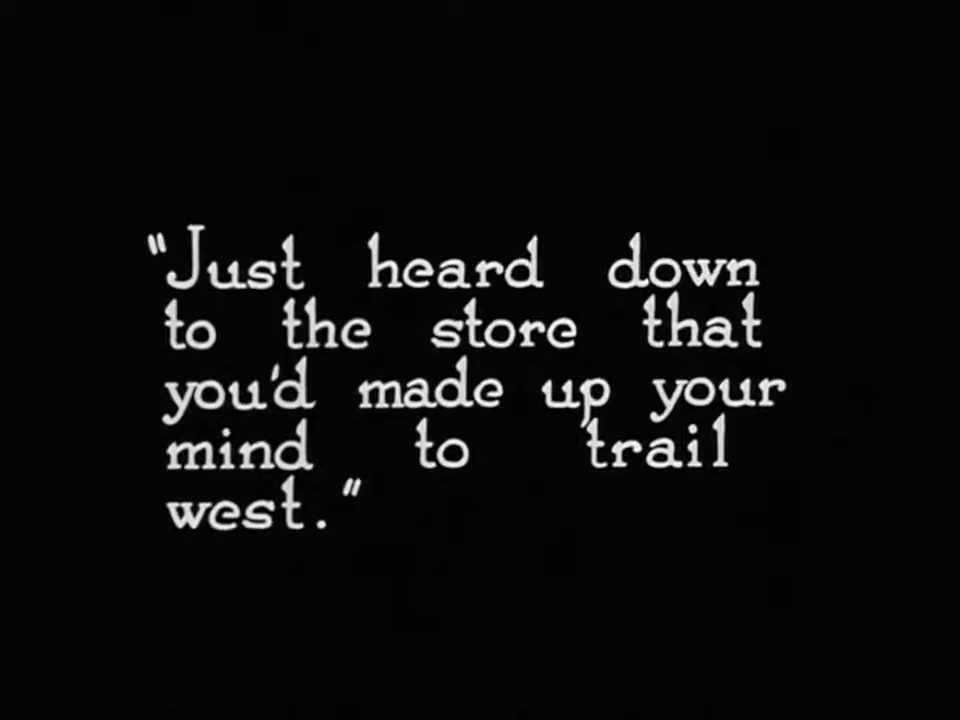 "Just heard down
to the store that
you'd made up your
mind to trail
west."